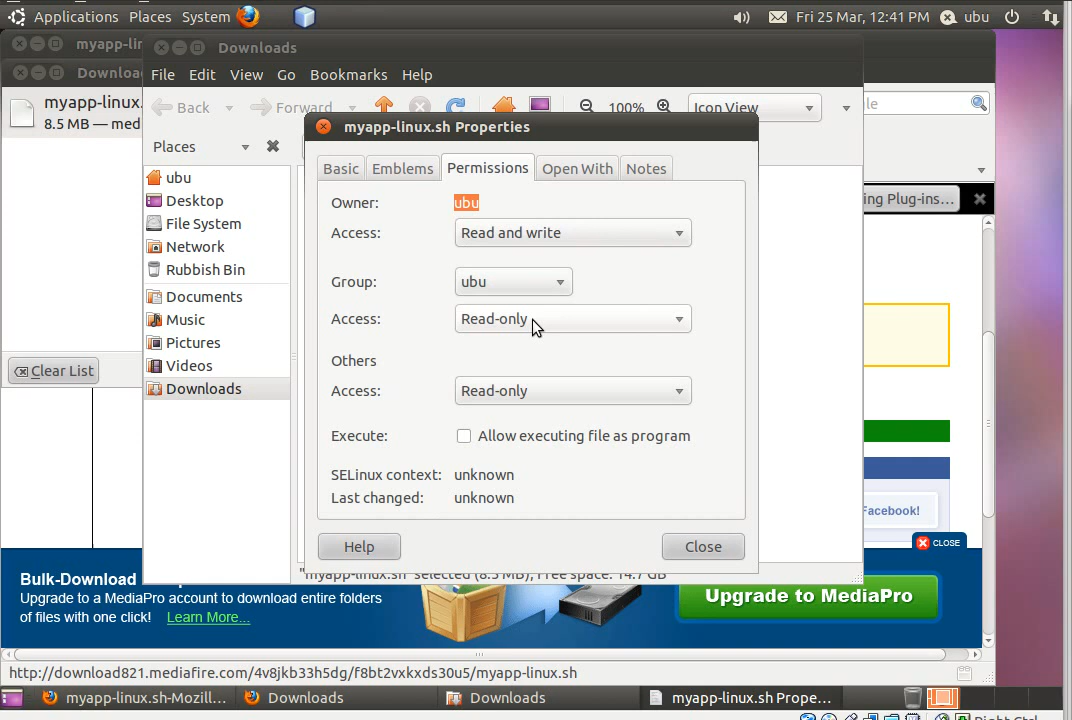 Applications Places System
Fri 25 Mar, 12:41 PM ubu
myapp-lin
Downloads
Downloa
File Edit View Go Bookmarks Help
myapp-linux.
8.5 MB — med
Back Forward 100% Icon View
myapp-linux.sh Properties
Places
Basic Emblems Permissions Open With Notes
ubu
Desktop
File System
Network
Rubbish Bin
Documents
Music
Pictures
Videos
Downloads
Owner: ubu
Access: Read and write
Group: ubu
Access: Read-only
Others
Access: Read-only
Execute: Allow executing file as program
SELinux context: unknown
Last changed: unknown
Help Close
ing Plug-ins...
Clear List
Facebook!
CLOSE
"myapp-linux.sh" selected (8.5 MB), Free space: 14.7 GB
Bulk-Download
Upgrade to a MediaPro account to download entire folders
of files with one click! Learn More...
Upgrade to MediaPro
http://download821.mediafire.com/4v8jkb33h5dg/f8bt2vxkxds30u5/myapp-linux.sh
myapp-linux.sh-Mozill... Downloads Downloads myapp-linux.sh Prope...
Right Ctrl